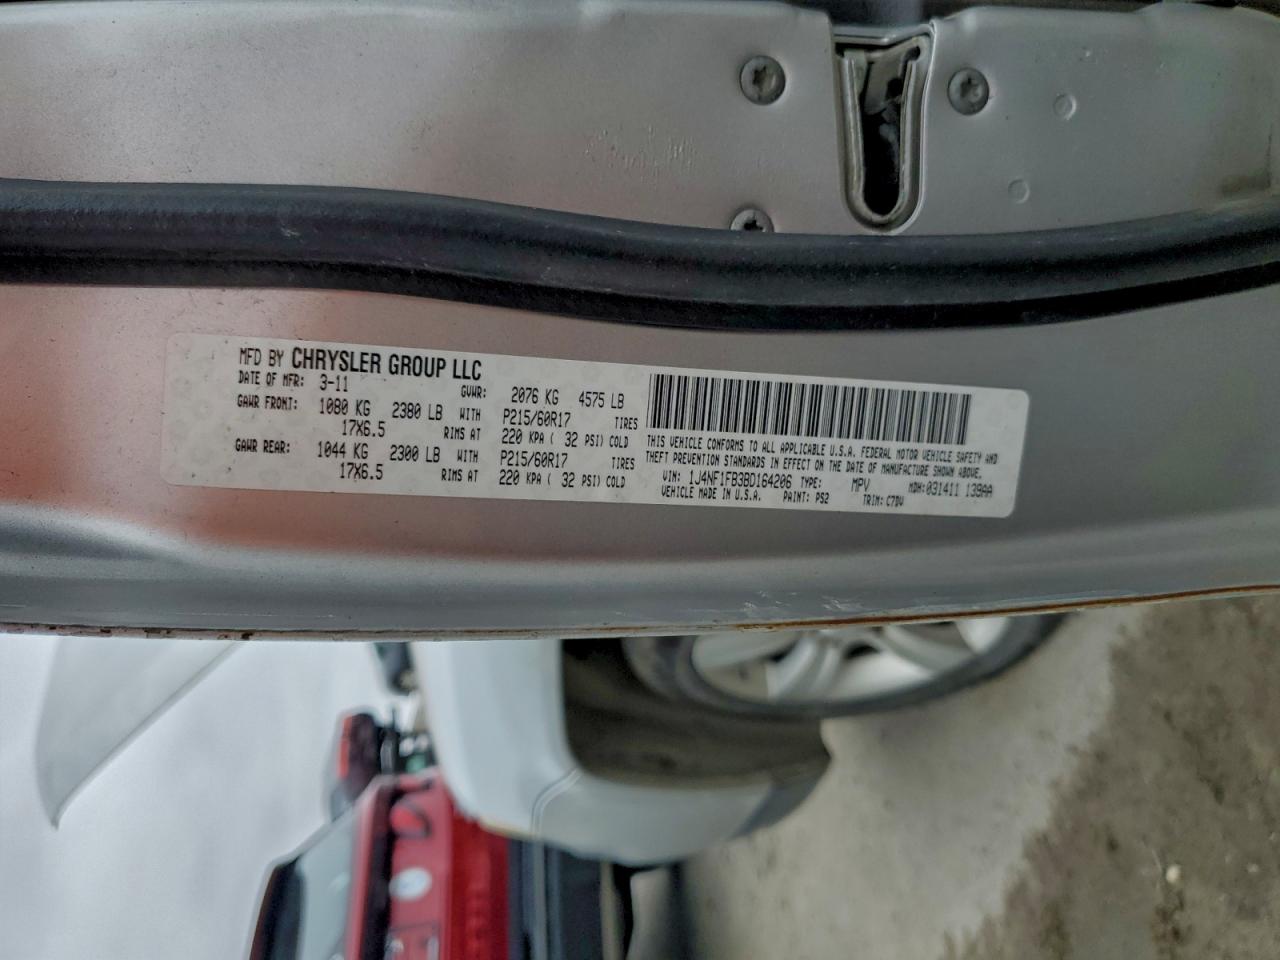 MFD BY CHRYSLER GROUP LLC
DATE OF MFR: 3-11 GVWR: 2076 KG 4575 LB
GAWR FRONT: 1080 KG 2380 LB WITH P215/60R17 TIRES
17X6.5 RIMS AT 220 KPA ( 32 PSI) COLD
GAWR REAR: 1044 KG 2300 LB WITH P215/60R17 TIRES
17X6.5 RIMS AT 220 KPA ( 32 PSI) COLD
THIS VEHICLE CONFORMS TO ALL APPLICABLE U.S.A. FEDERAL MOTOR VEHICLE SAFETY AND
THEFT PREVENTION STANDARDS IN EFFECT ON THE DATE OF MANUFACTURE SHOWN ABOVE.
VIN: 1J4NF1FB3BD164206 TYPE: MPV MDH:031411 139AA
VEHICLE MADE IN U.S.A. PAINT: PS2 TRIM: C7DV